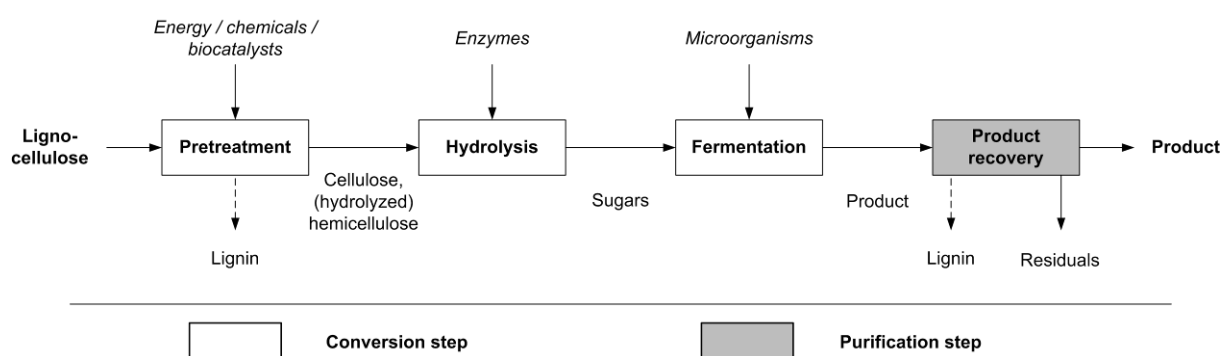 Energy / chemicals /
biocatalysts
Enzymes
Microorganisms
Ligno-
cellulose
Pretreatment
Hydrolysis
Fermentation
Product
recovery
Product
Cellulose,
(hydrolyzed)
hemicellulose
Sugars
Product
Lignin
Lignin
Residuals
Conversion step
Purification step